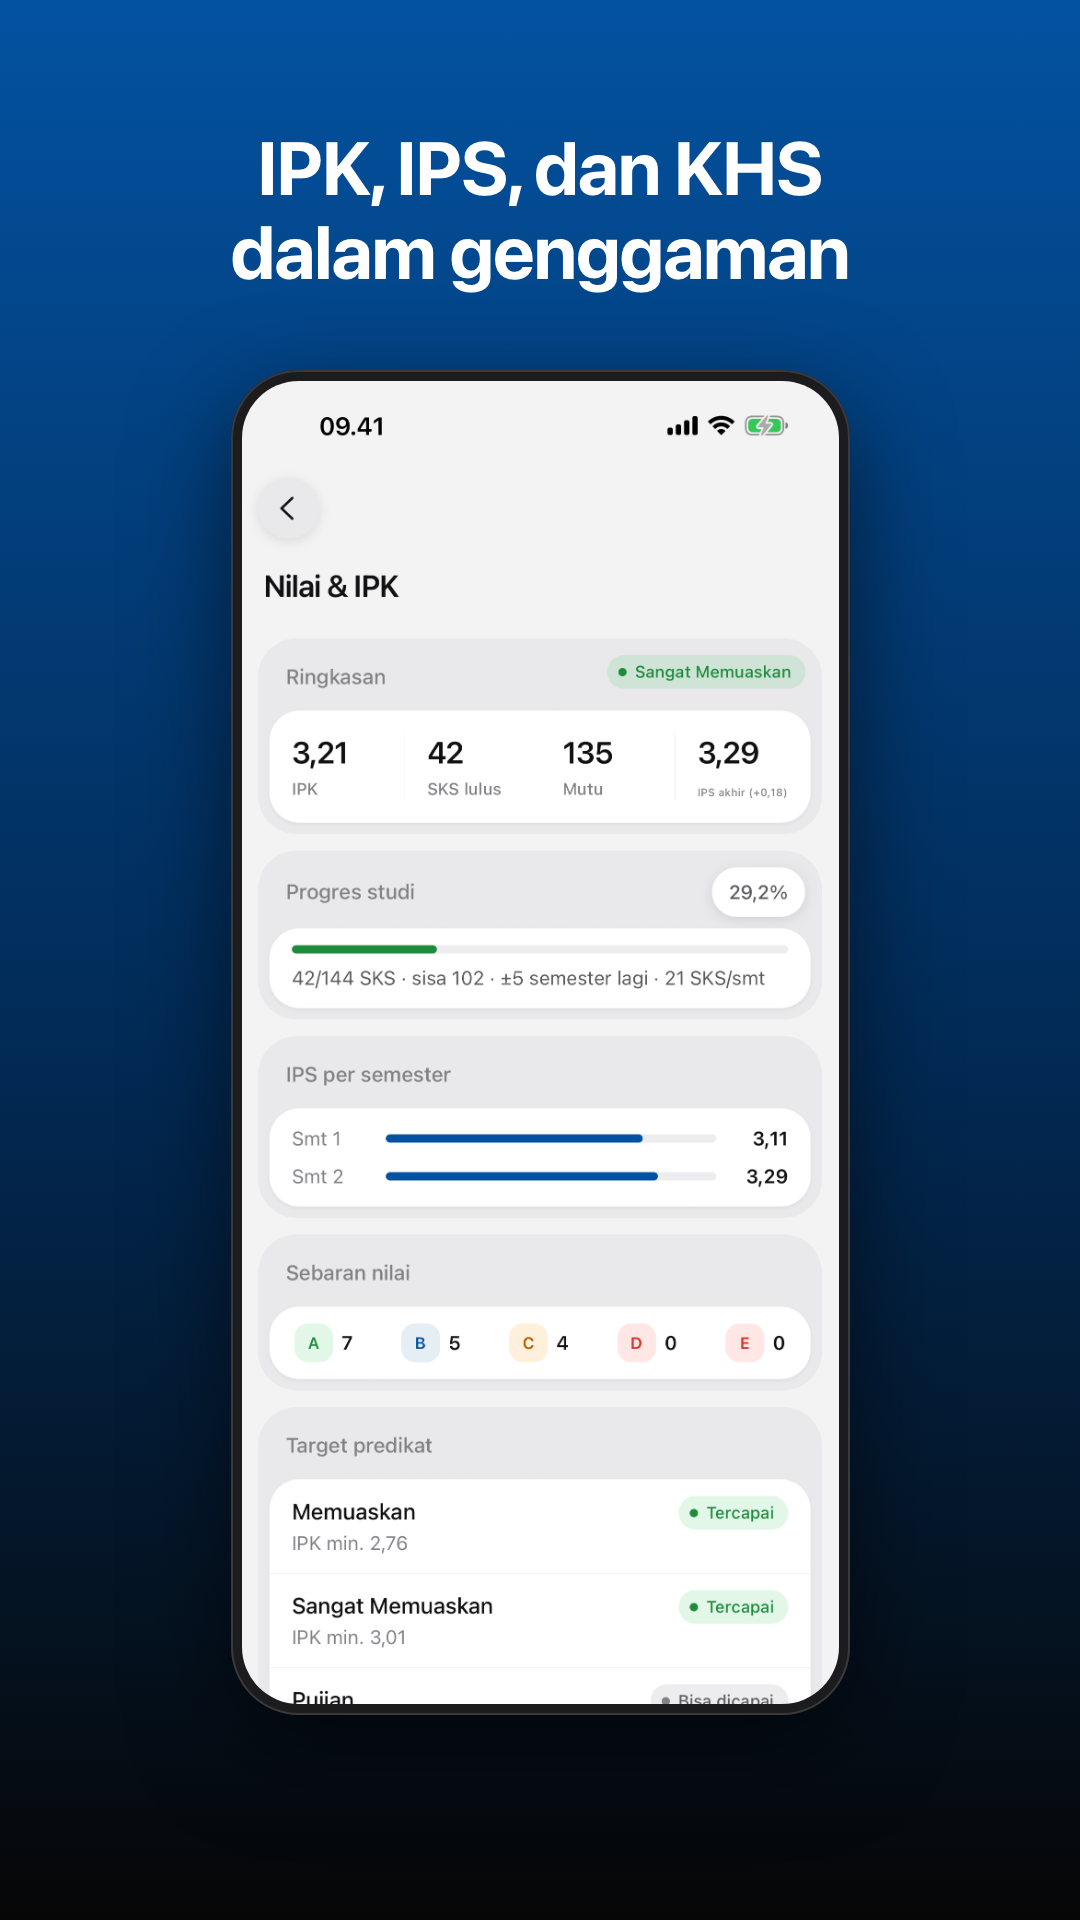 IPK, IPS, dan KHS
dalam genggaman
09.41
Nilai & IPK
Ringkasan
Sangat Memuaskan
3,21
IPK
42
SKS lulus
135
Mutu
3,29
IPS akhir (+0,18)
Progres studi
29,2%
42/144 SKS · sisa 102 · ±5 semester lagi · 21 SKS/smt
IPS per semester
Smt 1
3,11
Smt 2
3,29
Sebaran nilai
A 7
B 5
C 4
D 0
E 0
Target predikat
Memuaskan
Tercapai
IPK min. 2,76
Sangat Memuaskan
Tercapai
IPK min. 3,01
Pujian
Bisa dicapai